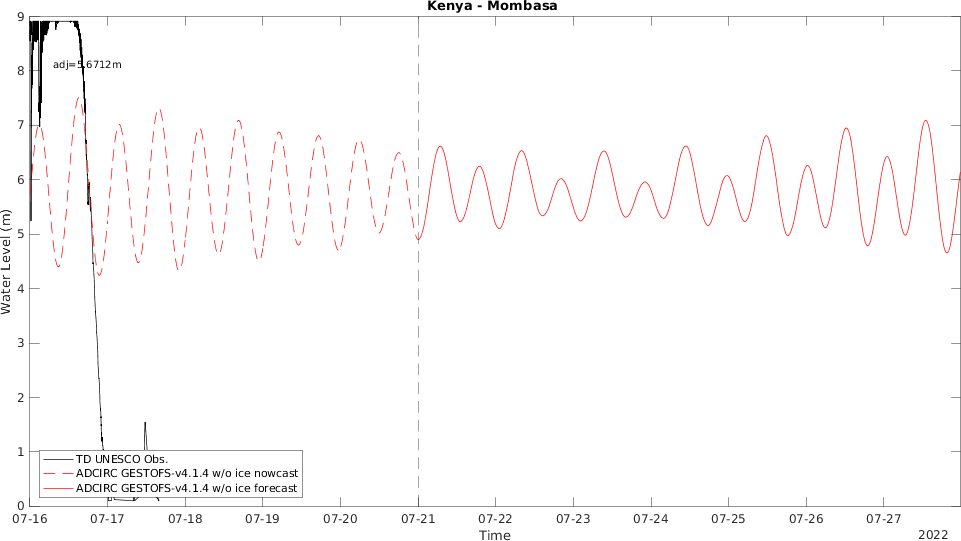 Kenya - Mombasa
9
8
7
6
5
4
3
2
1
0
Water Level (m)
adj=5.6712m
TD UNESCO Obs.
ADCIRC GESTOFS-v4.1.4 w/o ice nowcast
ADCIRC GESTOFS-v4.1.4 w/o ice forecast
07-16 07-17 07-18 07-19 07-20 07-21 07-22 07-23 07-24 07-25 07-26 07-27
Time
2022